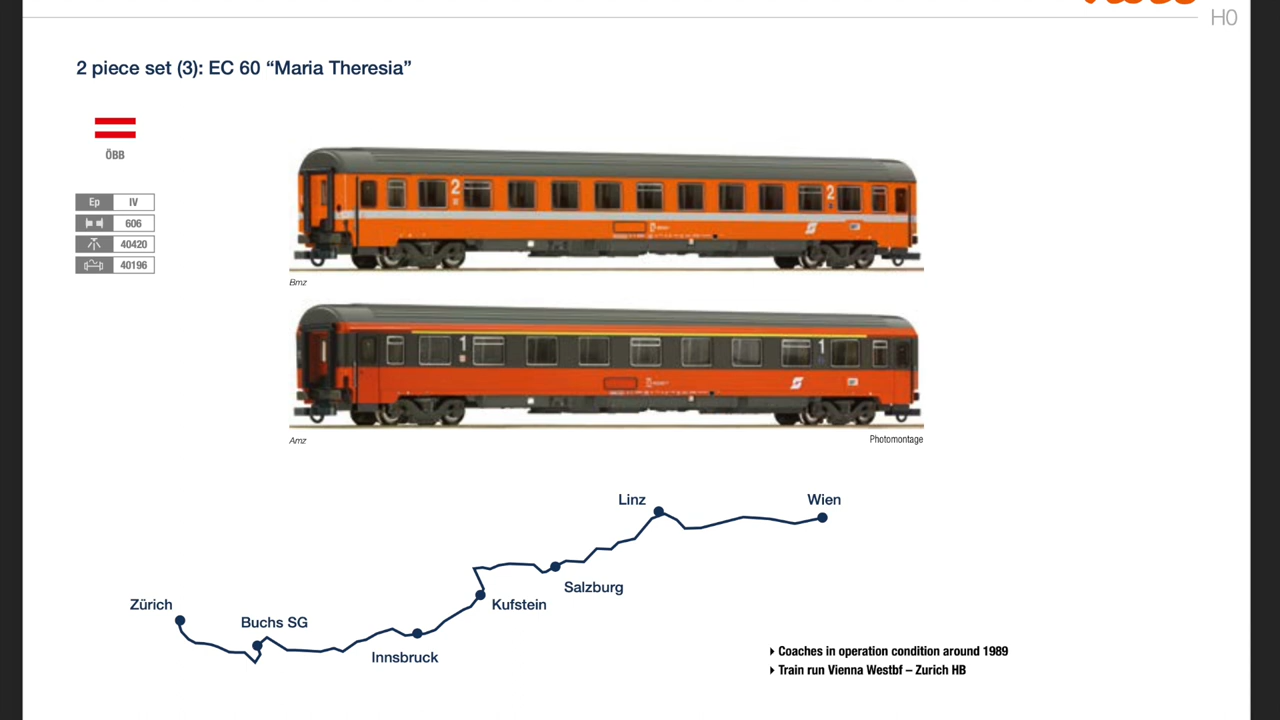 H0
2 piece set (3): EC 60 “Maria Theresia”
ÖBB
Ep IV
606
40420
40196
2 2
Bmz
1 1
Amz
Photomontage
Linz
Wien
Salzburg
Kufstein
Zürich
Buchs SG
Innsbruck
Coaches in operation condition around 1989
Train run Vienna Westbf – Zurich HB